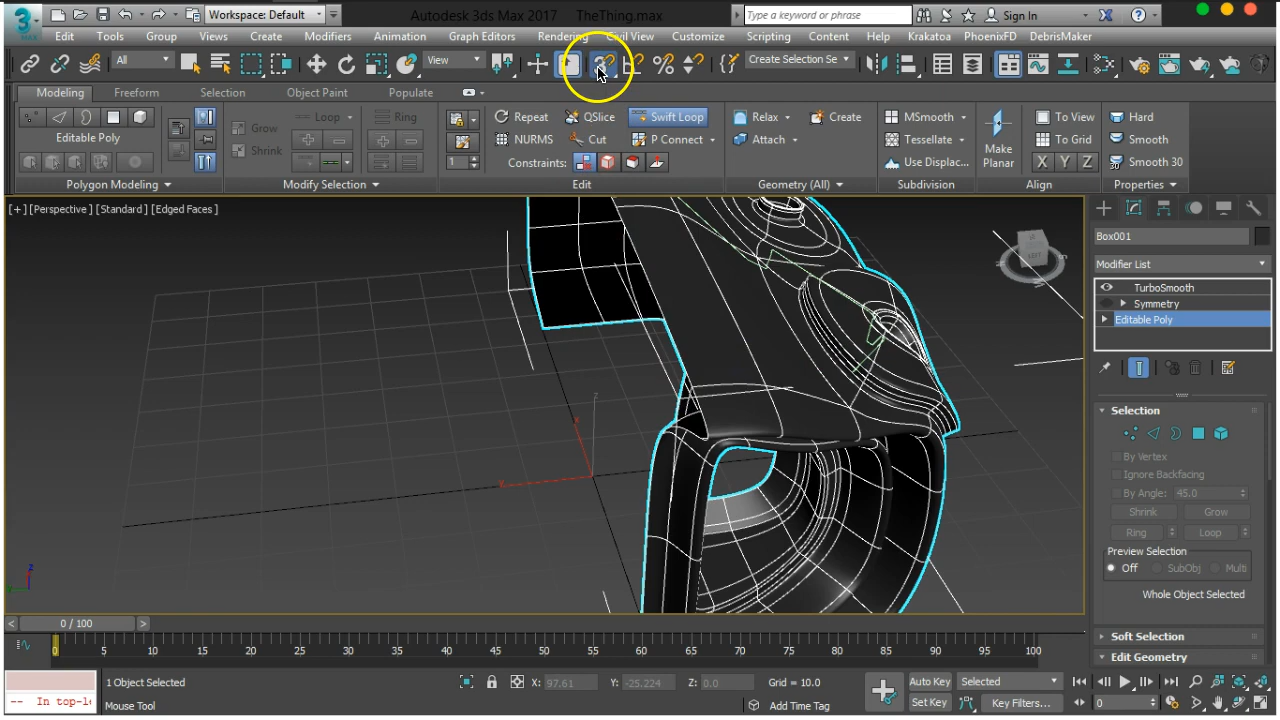 3
MAX
Workspace: Default
Autodesk 3ds Max 2017 TheThing.max
Type a keyword or phrase
Sign In
Edit Tools Group Views Create Modifiers Animation Graph Editors Rendering Civil View Customize Scripting Content Help Krakatoa PhoenixFD DebrisMaker
All
View
Create Selection Se
Modeling Freeform Selection Object Paint Populate
Editable Poly
Polygon Modeling
Grow
Shrink
Loop
Ring
Modify Selection
Repeat QSlice Swift Loop
NURMS Cut P Connect
1 Constraints:
Edit
Relax Create
Attach
Geometry (All)
MSmooth
Tessellate
Use Displac...
Subdivision
Make
Planar
To View
To Grid
X Y Z
Align
Hard
Smooth
Smooth 30
Properties
[+] [Perspective] [Standard] [Edged Faces]
LEFT
Box001
Modifier List
TurboSmooth
Symmetry
Editable Poly
Selection
By Vertex
Ignore Backfacing
By Angle: 45.0
Shrink Grow
Ring Loop
Preview Selection
Off SubObj Multi
Whole Object Selected
Soft Selection
Edit Geometry
x
y
z
z
< 0 / 100 >
0 5 10 15 20 25 30 35 40 45 50 55 60 65 70 75 80 85 90 95 100
1 Object Selected
X: 97.61 Y: -25.224 Z: 0.0 Grid = 10.0
Auto Key Selected
-- In top-le
Mouse Tool
Add Time Tag
Set Key Key Filters...
0